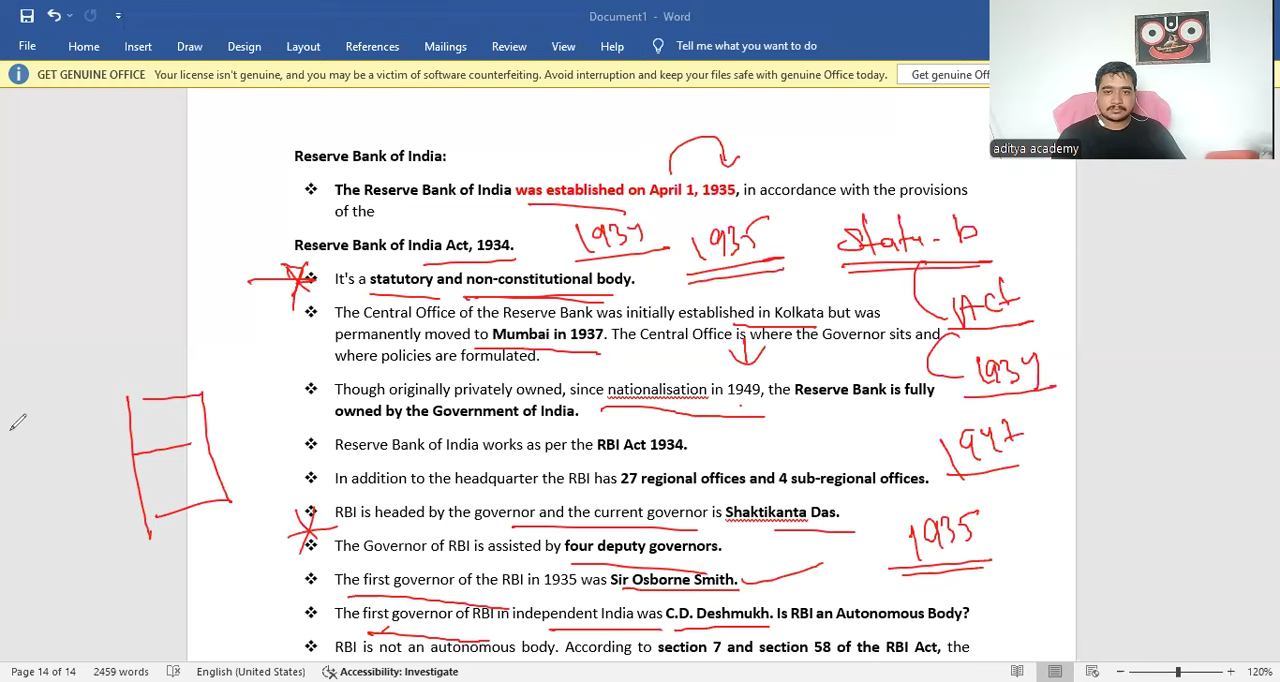 Document1 - Word
File Home Insert Draw Design Layout References Mailings Review View Help Tell me what you want to do
GET GENUINE OFFICE Your license isn't genuine, and you may be a victim of software counterfeiting. Avoid interruption and keep your files safe with genuine Office today. Get genuine Off
aditya academy
Reserve Bank of India:
❖ The Reserve Bank of India was established on April 1, 1935, in accordance with the provisions
of the
1934 1935 Statu - b
Reserve Bank of India Act, 1934.
❖ It's a statutory and non-constitutional body.
Act
❖ The Central Office of the Reserve Bank was initially established in Kolkata but was
permanently moved to Mumbai in 1937. The Central Office is where the Governor sits and
where policies are formulated.
1934
❖ Though originally privately owned, since nationalisation in 1949, the Reserve Bank is fully
owned by the Government of India.
❖ Reserve Bank of India works as per the RBI Act 1934.
1947
❖ In addition to the headquarter the RBI has 27 regional offices and 4 sub-regional offices.
❖ RBI is headed by the governor and the current governor is Shaktikanta Das.
1935
❖ The Governor of RBI is assisted by four deputy governors.
❖ The first governor of the RBI in 1935 was Sir Osborne Smith.
❖ The first governor of RBI in independent India was C.D. Deshmukh. Is RBI an Autonomous Body?
❖ RBI is not an autonomous body. According to section 7 and section 58 of the RBI Act, the
Page 14 of 14 2459 words English (United States) Accessibility: Investigate 120%